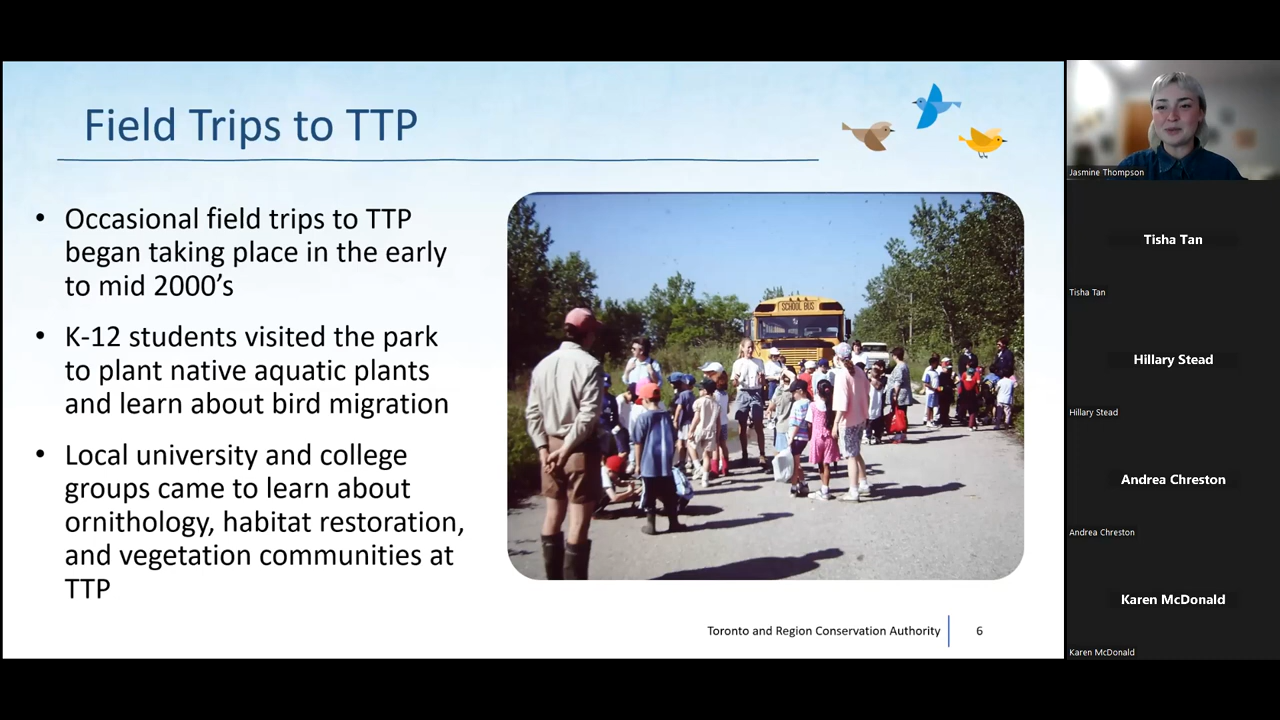 Field Trips to TTP
• Occasional field trips to TTP
began taking place in the early
to mid 2000's
• K-12 students visited the park
to plant native aquatic plants
and learn about bird migration
• Local university and college
groups came to learn about
ornithology, habitat restoration,
and vegetation communities at
TTP
SCHOOL BUS
Toronto and Region Conservation Authority
6
Jasmine Thompson
Tisha Tan
Tisha Tan
Hillary Stead
Hillary Stead
Andrea Chreston
Andrea Chreston
Karen McDonald
Karen McDonald